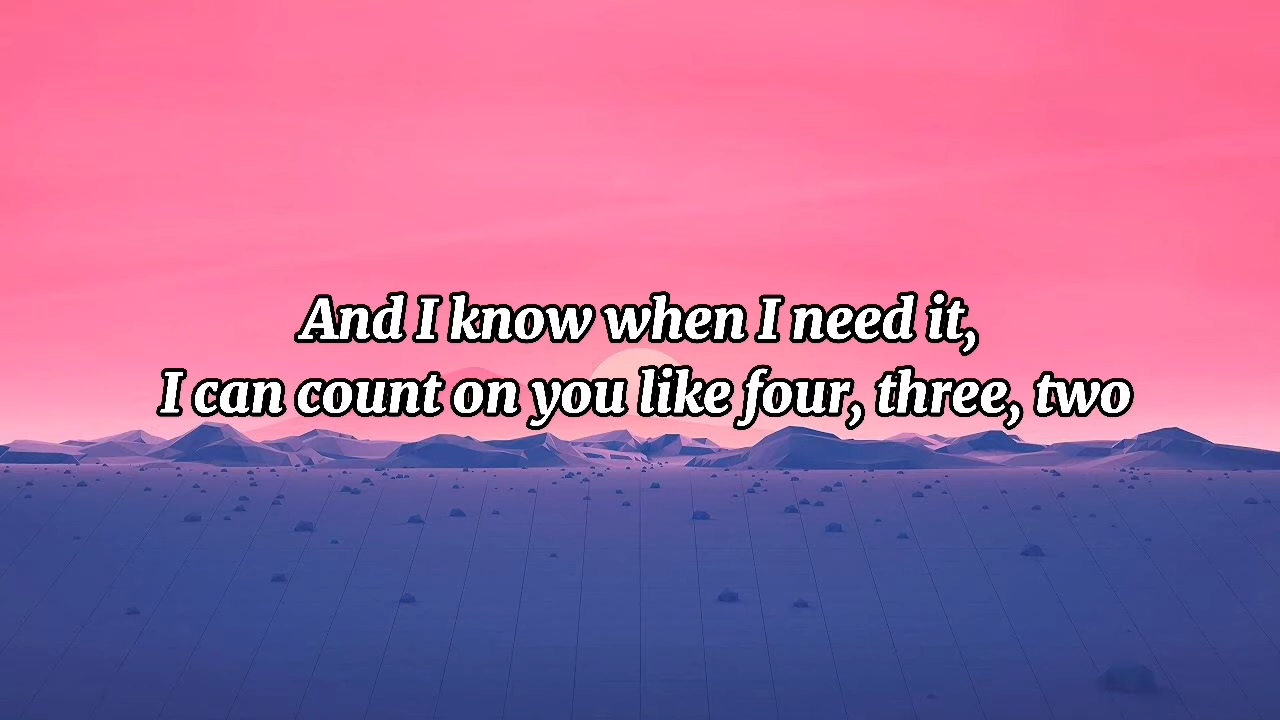 And I know when I need it,
I can count on you like four, three, two